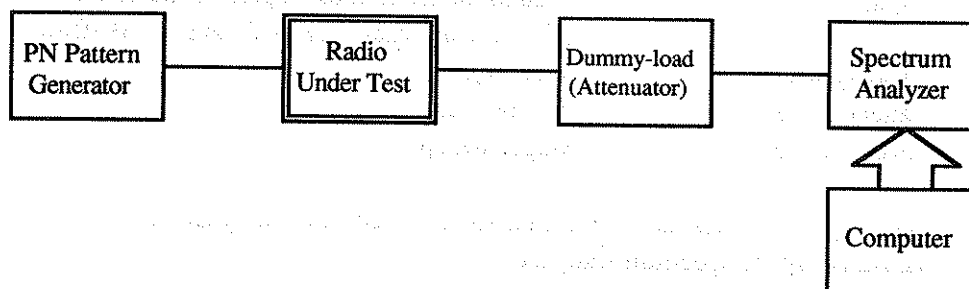 PN Pattern
Generator
Radio
Under Test
Dummy-load
(Attenuator)
Spectrum
Analyzer
Computer